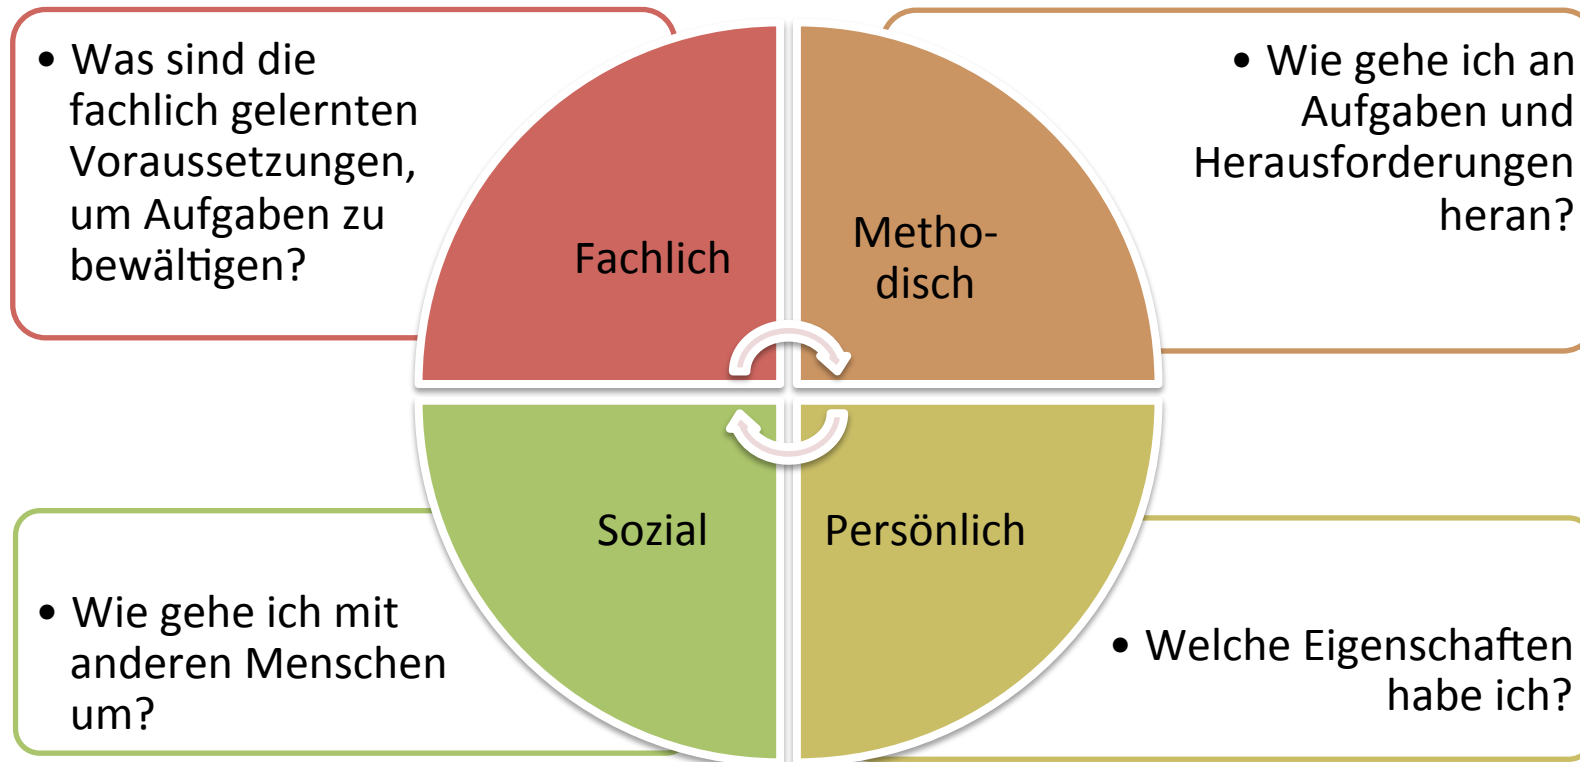 • Was sind die
fachlich gelernten
Voraussetzungen,
um Aufgaben zu
bewältigen?
Fachlich
Metho-
disch
• Wie gehe ich an
Aufgaben und
Herausforderungen
heran?
Sozial
Persönlich
• Wie gehe ich mit
anderen Menschen
um?
• Welche Eigenschaften
habe ich?